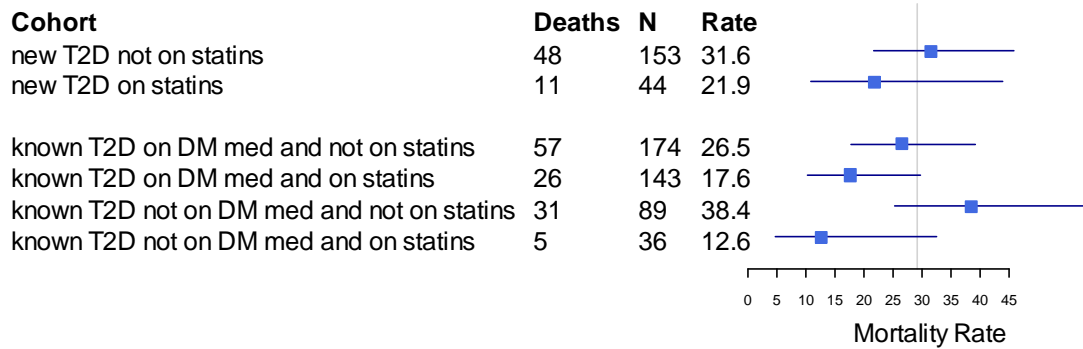 Cohort Deaths N Rate
new T2D not on statins 48 153 31.6
new T2D on statins 11 44 21.9
known T2D on DM med and not on statins 57 174 26.5
known T2D on DM med and on statins 26 143 17.6
known T2D not on DM med and not on statins 31 89 38.4
known T2D not on DM med and on statins 5 36 12.6
0 5 10 15 20 25 30 35 40 45
Mortality Rate